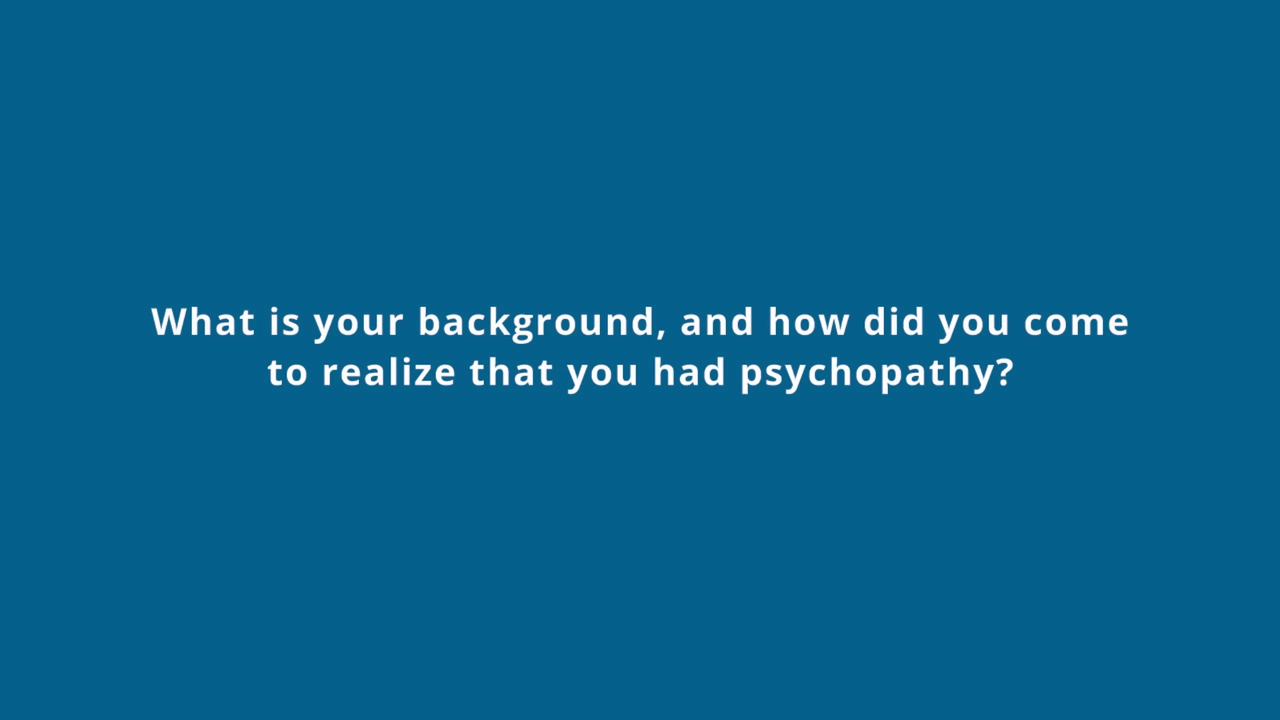 What is your background, and how did you come
to realize that you had psychopathy?